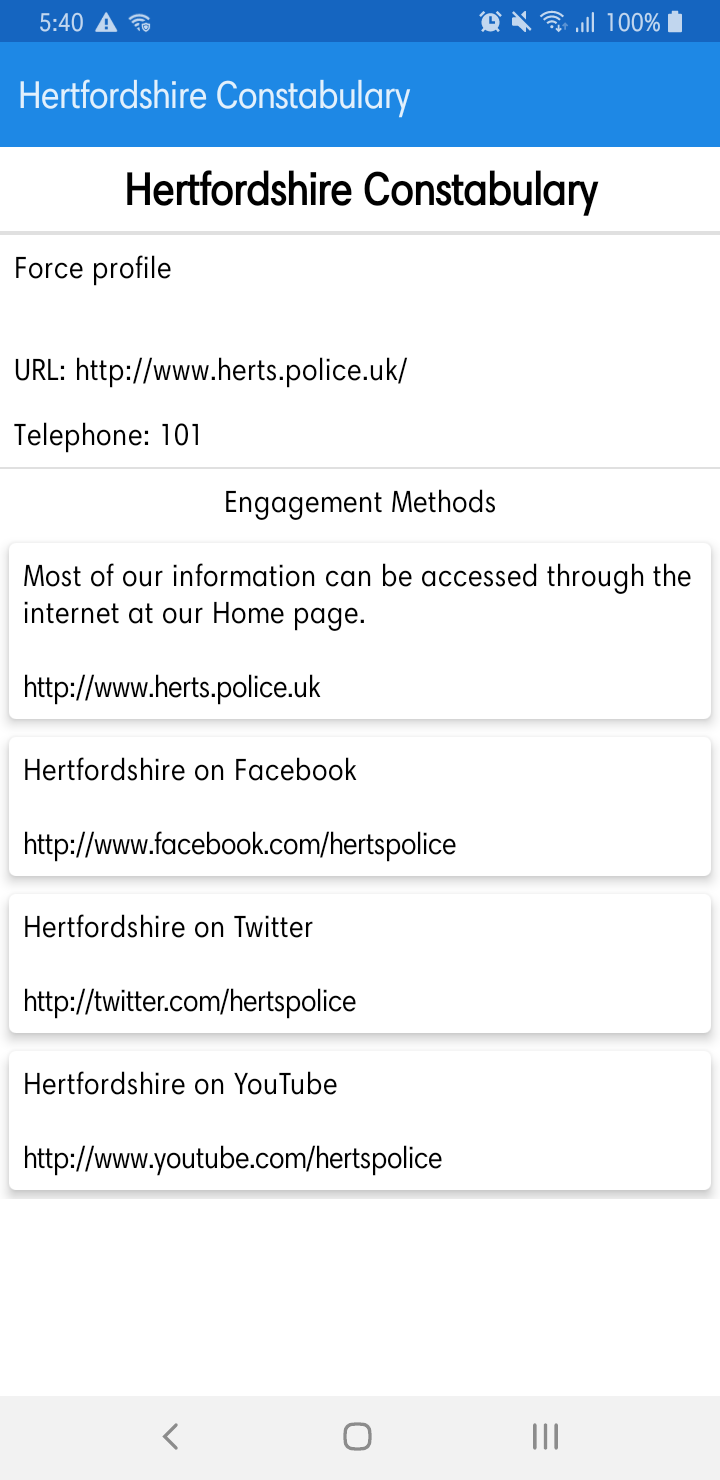 5:40
100%
Hertfordshire Constabulary
Hertfordshire Constabulary
Force profile
URL: http://www.herts.police.uk/
Telephone: 101
Engagement Methods
Most of our information can be accessed through the
internet at our Home page.
http://www.herts.police.uk
Hertfordshire on Facebook
http://www.facebook.com/hertspolice
Hertfordshire on Twitter
http://twitter.com/hertspolice
Hertfordshire on YouTube
http://www.youtube.com/hertspolice